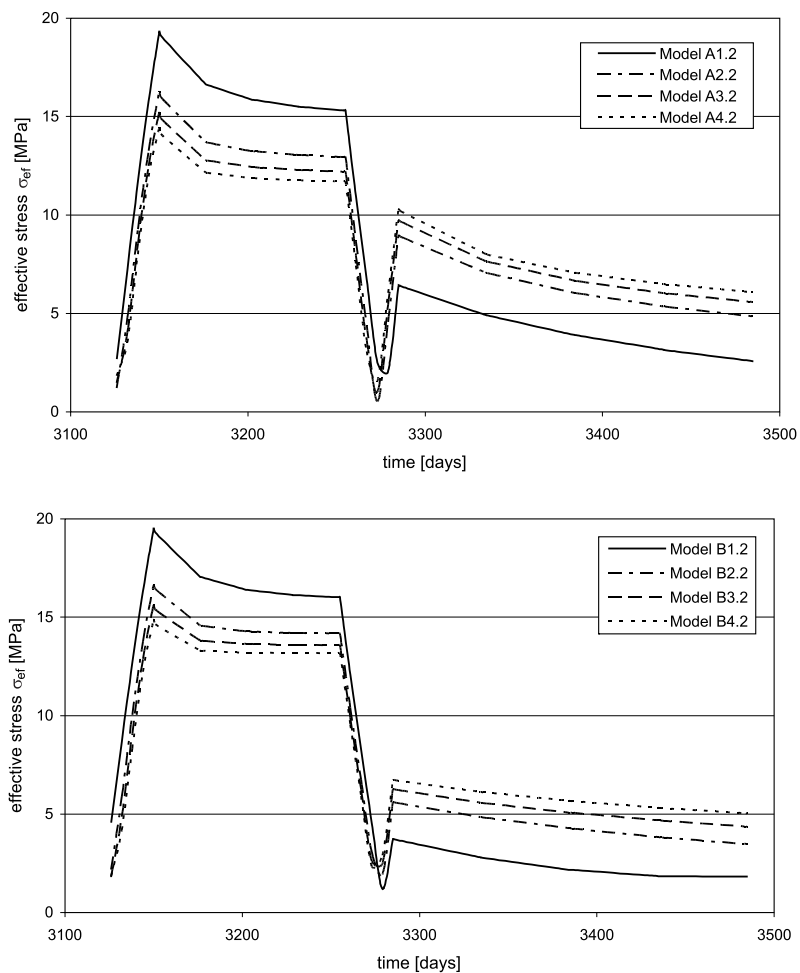 20
15
10
5
0
effective stress σef [MPa]
Model A1.2
Model A2.2
Model A3.2
Model A4.2
3100 3200 3300 3400 3500
time [days]
20
15
10
5
0
effective stress σef [MPa]
Model B1.2
Model B2.2
Model B3.2
Model B4.2
3100 3200 3300 3400 3500
time [days]